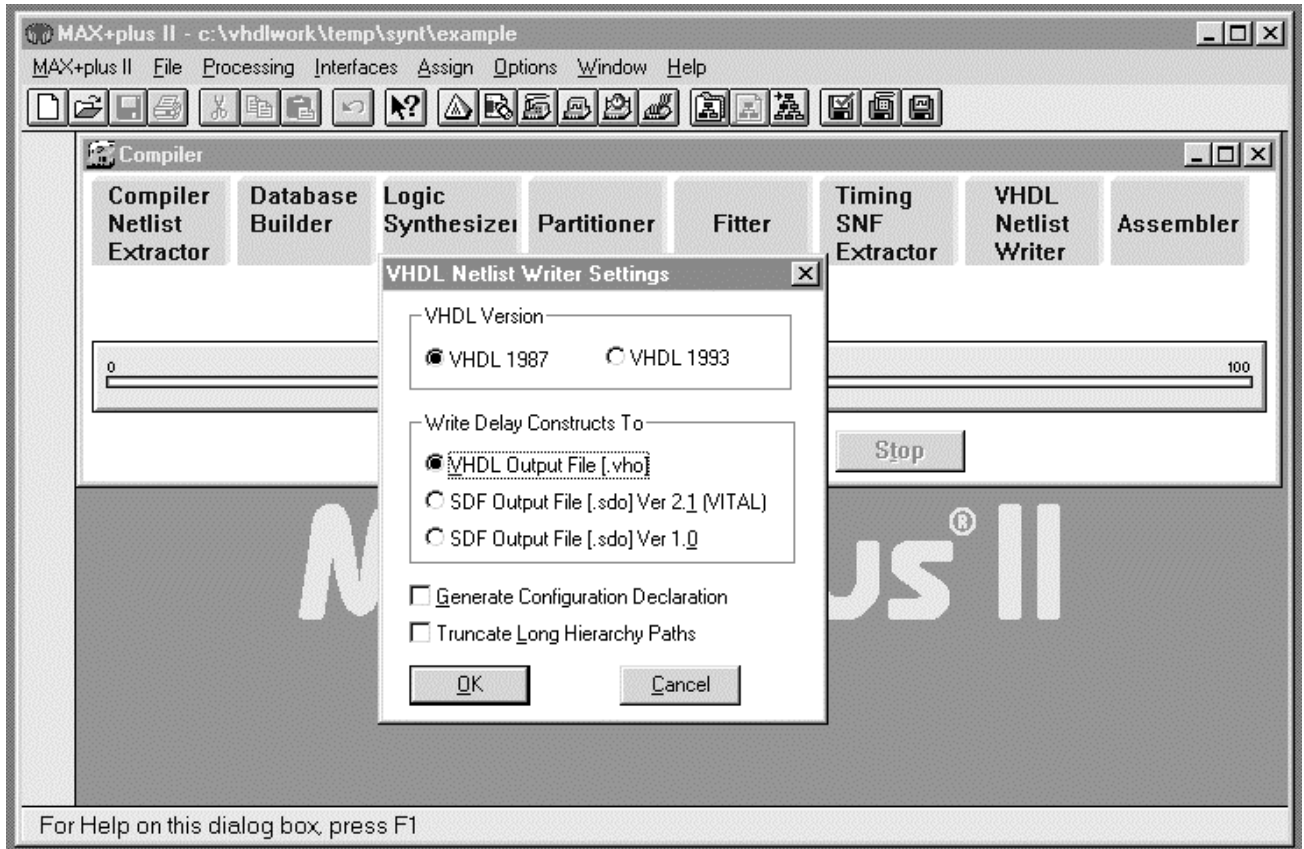 MAX+plus II - c:\vhdlwork\temp\synt\example
MAX+plus II File Processing Interfaces Assign Options Window Help
Compiler
Compiler Netlist Extractor
Database Builder
Logic Synthesizer
Partitioner
Fitter
Timing SNF Extractor
VHDL Netlist Writer
Assembler
0
100
Stop
VHDL Netlist Writer Settings
VHDL Version
VHDL 1987 VHDL 1993
Write Delay Constructs To
VHDL Output File [.vho]
SDF Output File [.sdo] Ver 2.1 (VITAL)
SDF Output File [.sdo] Ver 1.0
Generate Configuration Declaration
Truncate Long Hierarchy Paths
OK Cancel
® II
For Help on this dialog box, press F1